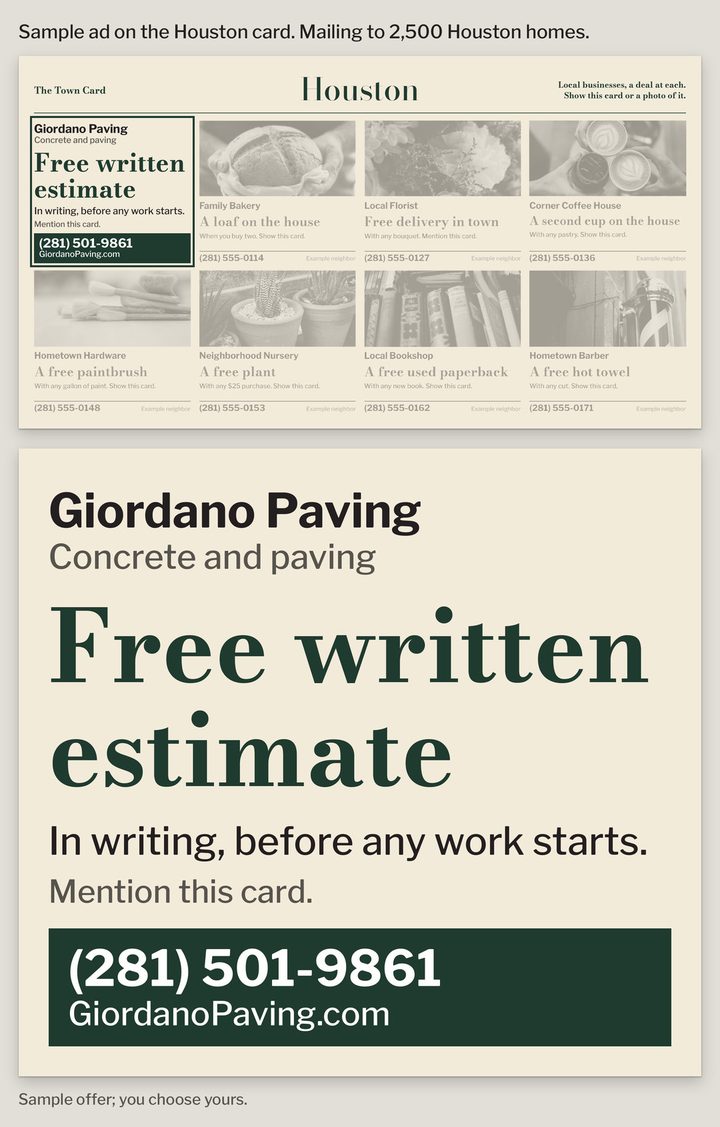 Sample ad on the Houston card. Mailing to 2,500 Houston homes.
The Town Card
Houston
Local businesses, a deal at each.
Show this card or a photo of it.
Giordano Paving
Concrete and paving
Free written
estimate
In writing, before any work starts.
Mention this card.
(281) 501-9861
GiordanoPaving.com
Family Bakery
A loaf on the house
When you buy two. Show this card.
(281) 555-0114
Example neighbor
Local Florist
Free delivery in town
With any bouquet. Mention this card.
(281) 555-0127
Example neighbor
Corner Coffee House
A second cup on the house
With any pastry. Show this card.
(281) 555-0136
Example neighbor
Hometown Hardware
A free paintbrush
With any gallon of paint. Show this card.
(281) 555-0148
Example neighbor
Neighborhood Nursery
A free plant
With any $25 purchase. Show this card.
(281) 555-0153
Example neighbor
Local Bookshop
A free used paperback
With any new book. Show this card.
(281) 555-0162
Example neighbor
Hometown Barber
A free hot towel
With any cut. Show this card.
(281) 555-0171
Example neighbor
Giordano Paving
Concrete and paving
Free written
estimate
In writing, before any work starts.
Mention this card.
(281) 501-9861
GiordanoPaving.com
Sample offer; you choose yours.